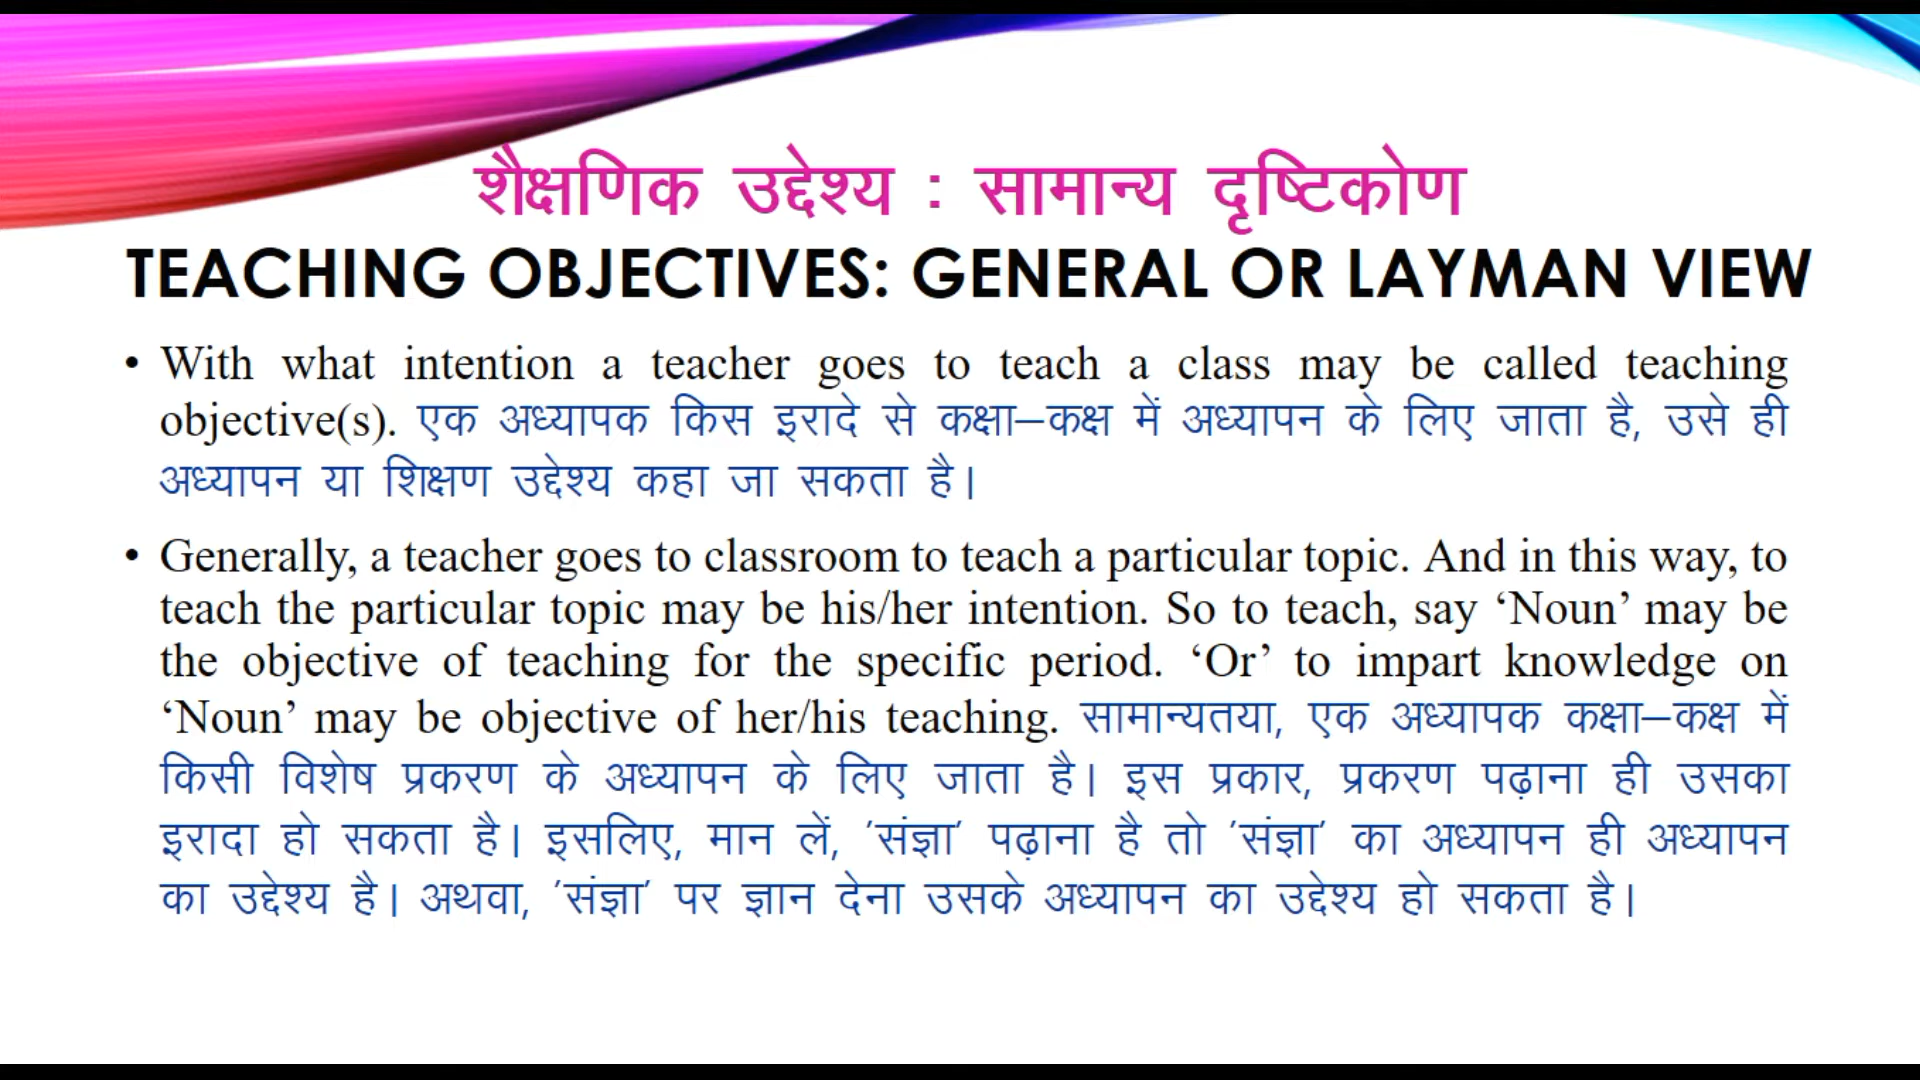 शैक्षणिक उद्देश्य : सामान्य दृष्टिकोण
TEACHING OBJECTIVES: GENERAL OR LAYMAN VIEW
• With what intention a teacher goes to teach a class may be called teaching
objective(s). एक अध्यापक किस इरादे से कक्षा–कक्ष में अध्यापन के लिए जाता है, उसे ही
अध्यापन या शिक्षण उद्देश्य कहा जा सकता है।
• Generally, a teacher goes to classroom to teach a particular topic. And in this way, to
teach the particular topic may be his/her intention. So to teach, say ‘Noun’ may be
the objective of teaching for the specific period. ‘Or’ to impart knowledge on
‘Noun’ may be objective of her/his teaching. सामान्यतया, एक अध्यापक कक्षा–कक्ष में
किसी विशेष प्रकरण के अध्यापन के लिए जाता है। इस प्रकार, प्रकरण पढ़ाना ही उसका
इरादा हो सकता है। इसलिए, मान लें, ’संज्ञा’ पढ़ाना है तो ’संज्ञा’ का अध्यापन ही अध्यापन
का उद्देश्य है। अथवा, ’संज्ञा’ पर ज्ञान देना उसके अध्यापन का उद्देश्य हो सकता है।